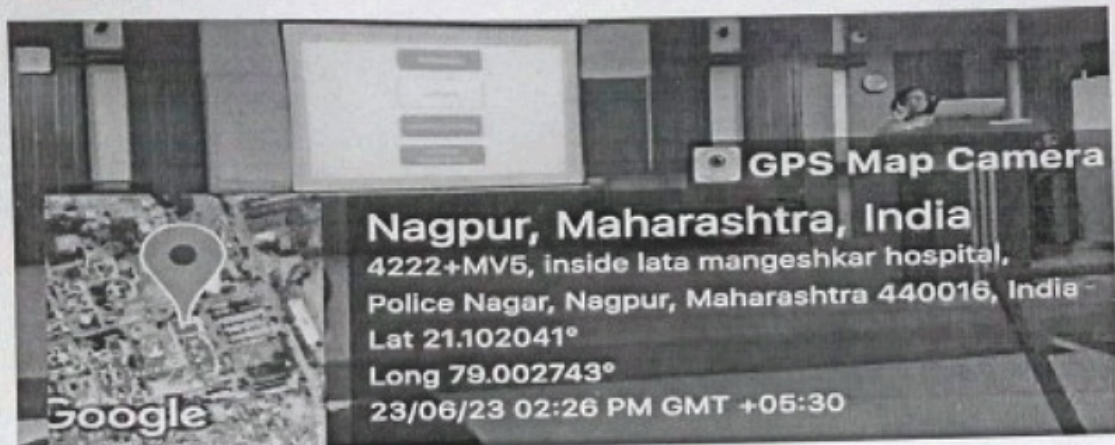 GPS Map Camera
Nagpur, Maharashtra, India
4222+MV5, inside lata mangeshkar hospital,
Police Nagar, Nagpur, Maharashtra 440016, India
Lat 21.102041°
Long 79.002743°
23/06/23 02:26 PM GMT +05:30
Google